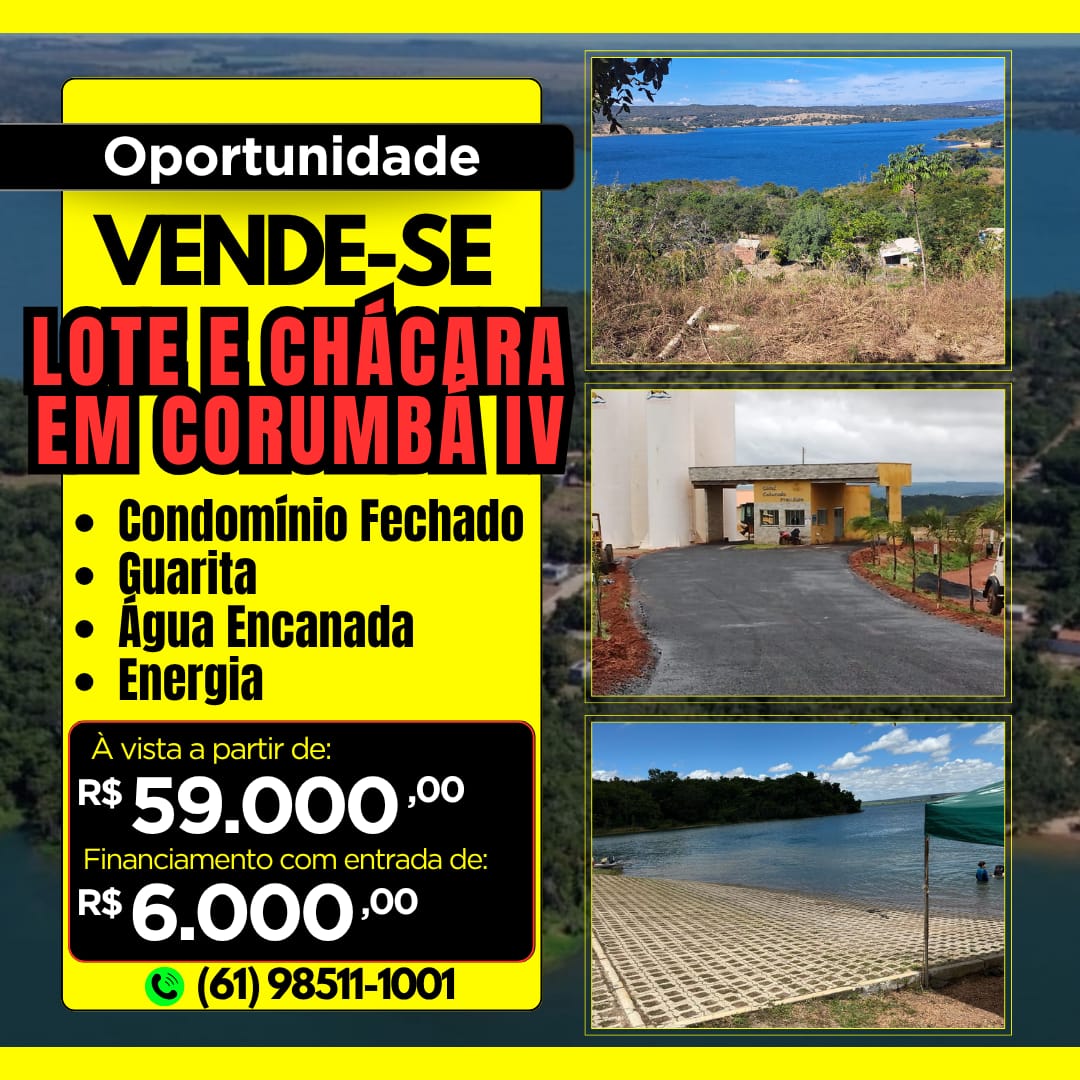 Oportunidade
VENDE-SE
LOTE E CHÁCARA
EM CORUMBÁ IV
• Condomínio Fechado
• Guarita
• Água Encanada
• Energia
À vista a partir de:
R$ 59.000,00
Financiamento com entrada de:
R$ 6.000,00
(61) 98511-1001